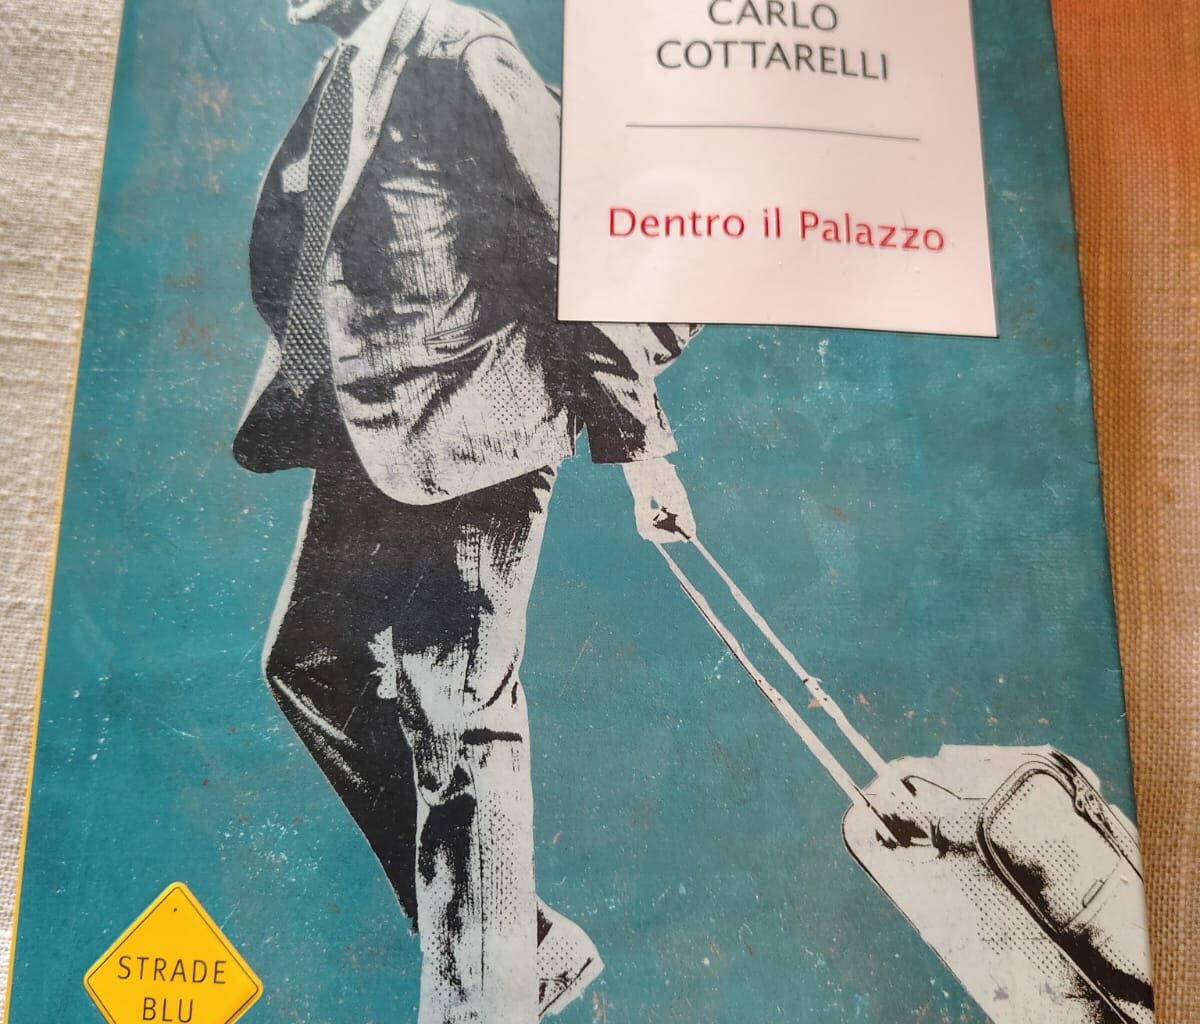 CARLO
COTTARELLI
Dentro il Palazzo
STRADE
BLU